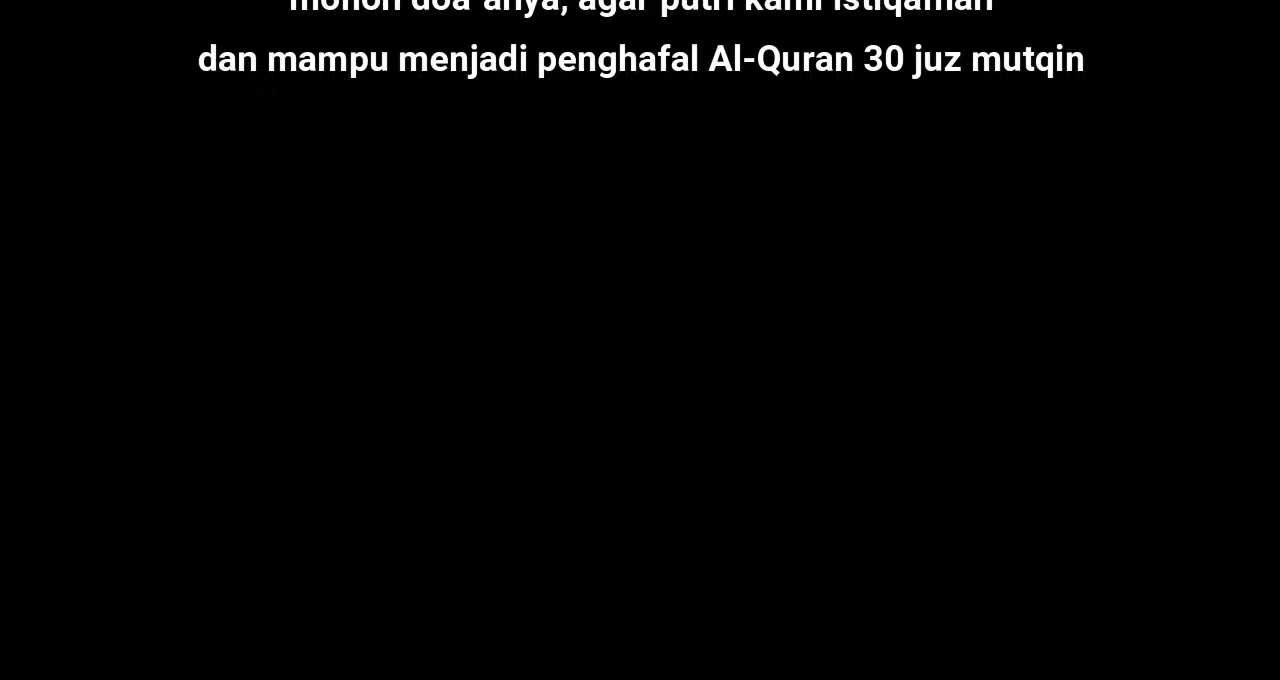 mohon doa'anya, agar putri kami istiqamah
dan mampu menjadi penghafal Al-Quran 30 juz mutqin